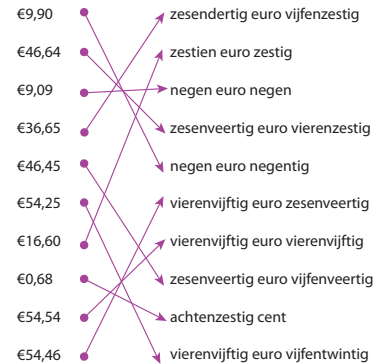 €9,90 zesendertig euro vijfenzestig
€46,64 zestien euro zestig
€9,09 negen euro negen
€36,65 zesenveertig euro vierenzestig
€46,45 negen euro negentig
€54,25 vierenvijftig euro zesenveertig
€16,60 vierenvijftig euro vierenvijftig
€0,68 zesenveertig euro vijfenveertig
€54,54 achtenzestig cent
€54,46 vierenvijftig euro vijfentwintig